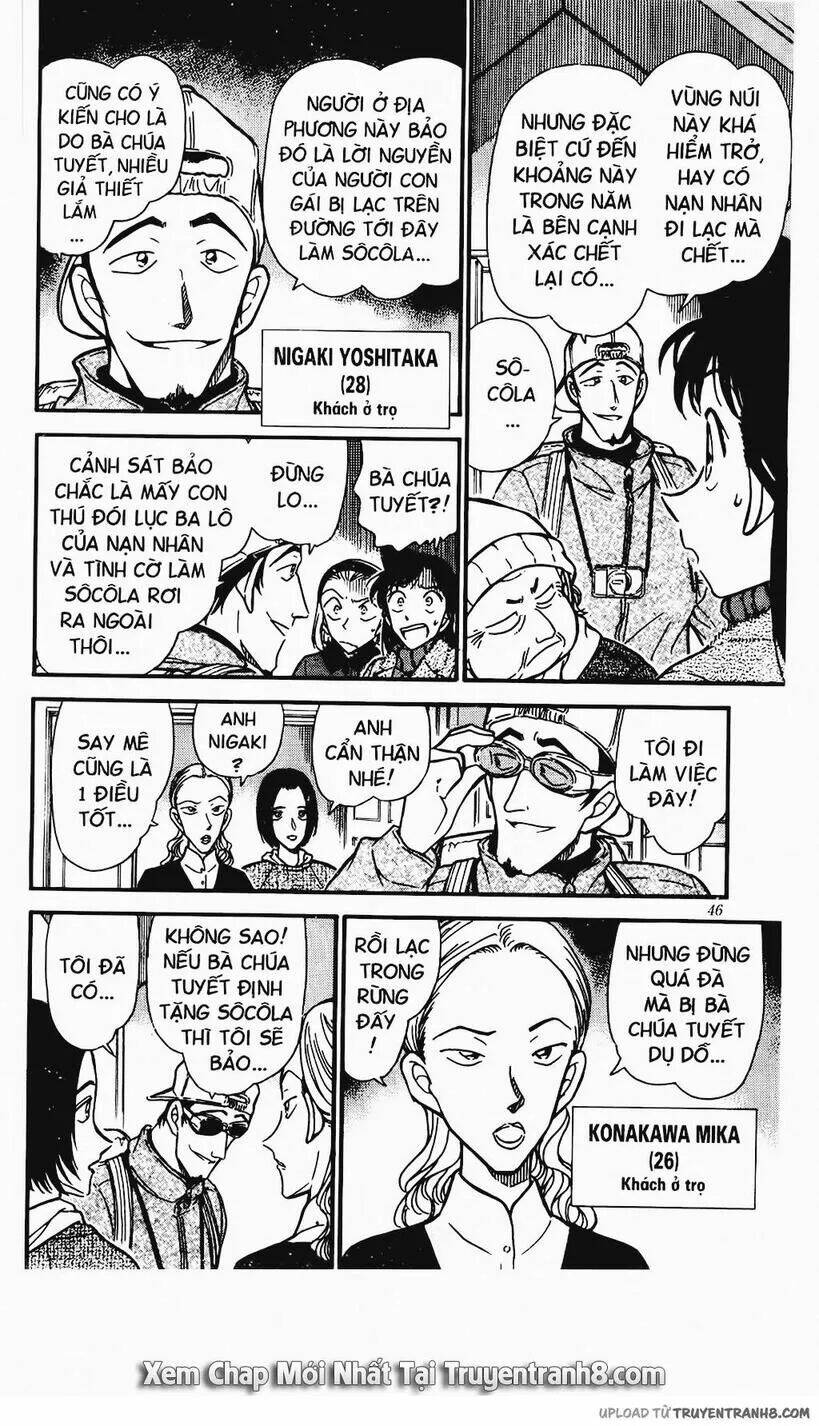 VÙNG NÚI
NÀY KHÁ
HIỂM TRỞ,
HAY CÓ
NẠN NHÂN
ĐI LẠC MÀ
CHẾT...
NHƯNG ĐẶC
BIỆT CỨ ĐẾN
KHOẢNG NÀY
TRONG NĂM
LÀ BÊN CẠNH
XÁC CHẾT
LẠI CÓ...
SÔ-
CÔLA
...
NGƯỜI Ở ĐỊA
PHƯƠNG NÀY BẢO
ĐÓ LÀ LỜI NGUYỀN
CỦA NGƯỜI CON
GÁI BỊ LẠC TRÊN
ĐƯỜNG TỚI ĐÂY
LÀM SÔCÔLA...
CŨNG CÓ Ý
KIẾN CHO LÀ
DO BÀ CHÚA
TUYẾT, NHIỀU
GIẢ THIẾT
LẮM
...
NIGAKI YOSHITAKA
(28)
Khách ở trọ
BÀ CHÚA
TUYẾT?!
ĐỪNG
LO...
CẢNH SÁT BẢO
CHẮC LÀ MẤY CON
THÚ ĐÓI LỤC BA LÔ
CỦA NẠN NHÂN
VÀ TÌNH CỜ LÀM
SÔCÔLA RƠI
RA NGOÀI
THÔI...
TÔI ĐI
LÀM VIỆC
ĐÂY!
ANH
CẨN THẬN
NHÉ!
ANH
NIGAKI
?
SAY MÊ
CŨNG LÀ
1 ĐIỀU
TỐT...
46
NHƯNG ĐỪNG
QUÁ ĐÀ
MÀ BỊ BÀ
CHÚA TUYẾT
DỤ DỖ...
RỒI LẠC
TRONG
RỪNG
ĐẤY
!
KONAKAWA MIKA
(26)
Khách ở trọ
KHÔNG SAO!
NẾU BÀ CHÚA
TUYẾT ĐỊNH
TẶNG SÔCÔLA
THÌ TÔI SẼ
BẢO...
TÔI ĐÃ
CÓ...
Xem Chap Mới Nhất Tại Truyentranh8.com
UPLOAD TỪ TRUYENTRANH8.COM